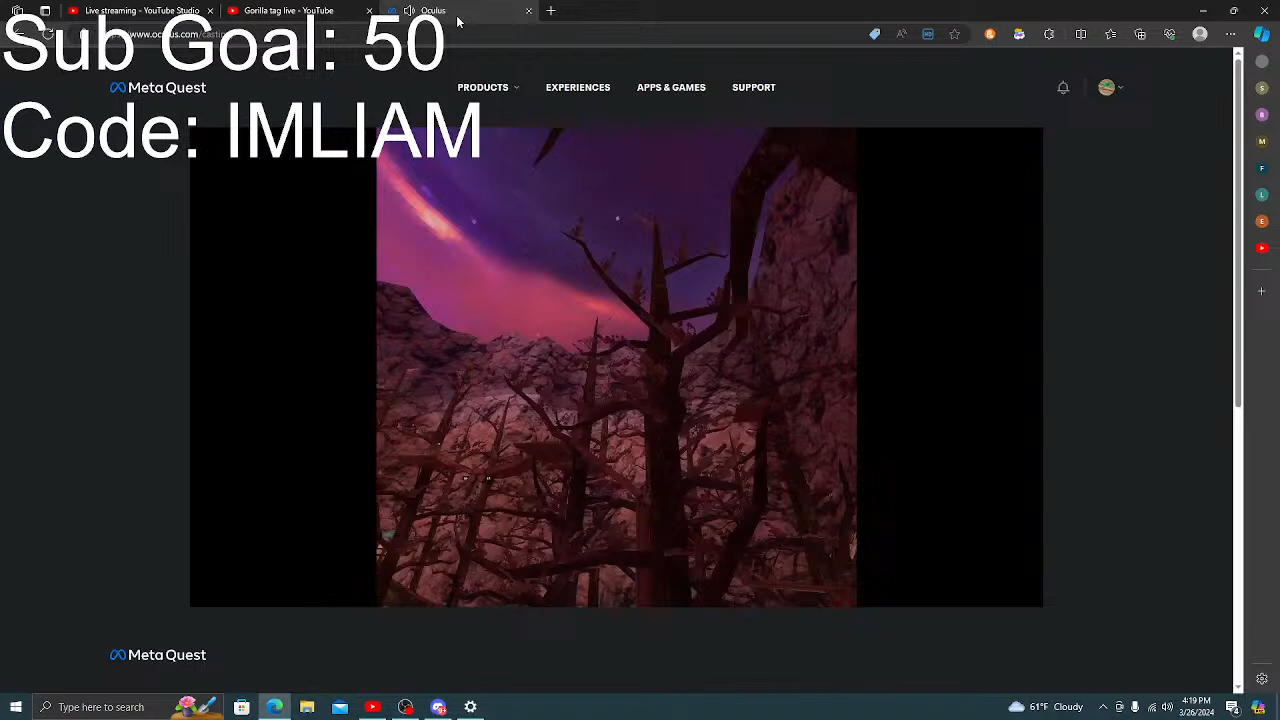 Live streaming - YouTube Studio
Gorilla tag live - YouTube
Oculus
Sub Goal: 50
Code: IMLIAM
Meta Quest
PRODUCTS
EXPERIENCES
APPS & GAMES
SUPPORT
S
B
M
F
L
E
Meta Quest
Type here to search
61°F Cloudy
4:19 PM
3/26/2024